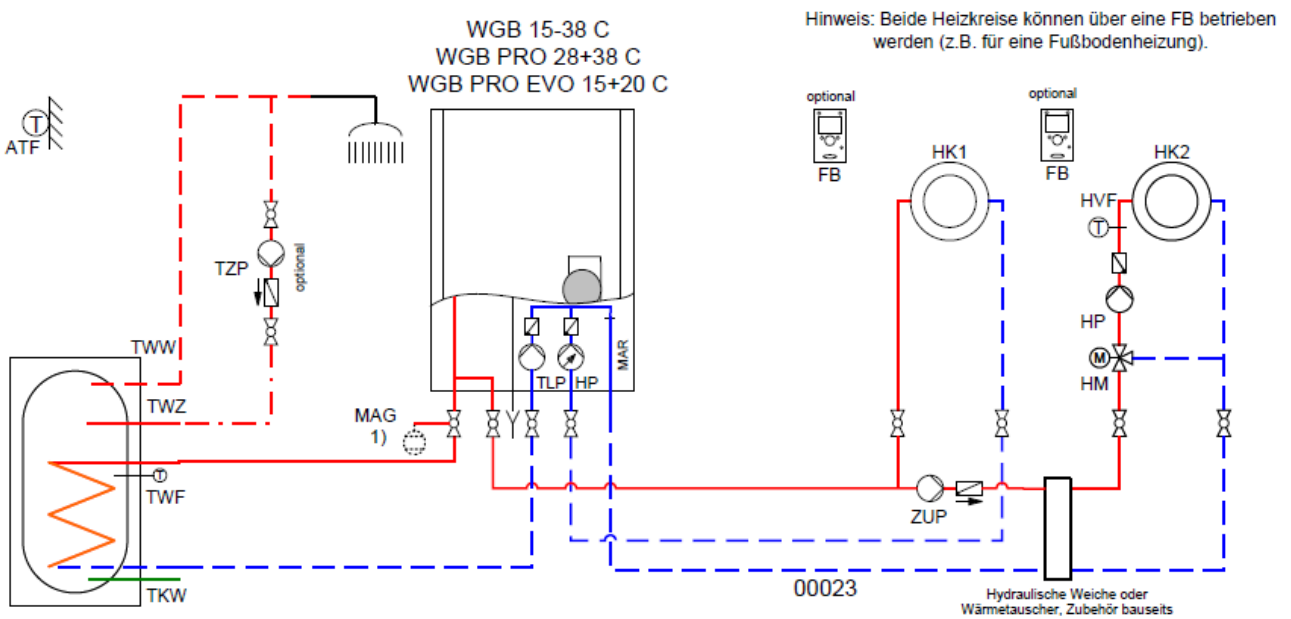 WGB 15-38 C
WGB PRO 28+38 C
WGB PRO EVO 15+20 C
Hinweis: Beide Heizkreise können über eine FB betrieben
werden (z.B. für eine Fußbodenheizung).
optional
FB
optional
FB
HK1
HK2
HVF
T
HP
M
HM
T
ATF
TZP
optional
TWW
TWZ
T
TWF
TKW
MAG
1)
TLP
HP
MAR
ZUP
00023
Hydraulische Weiche oder
Wärmetauscher, Zubehör bauseits